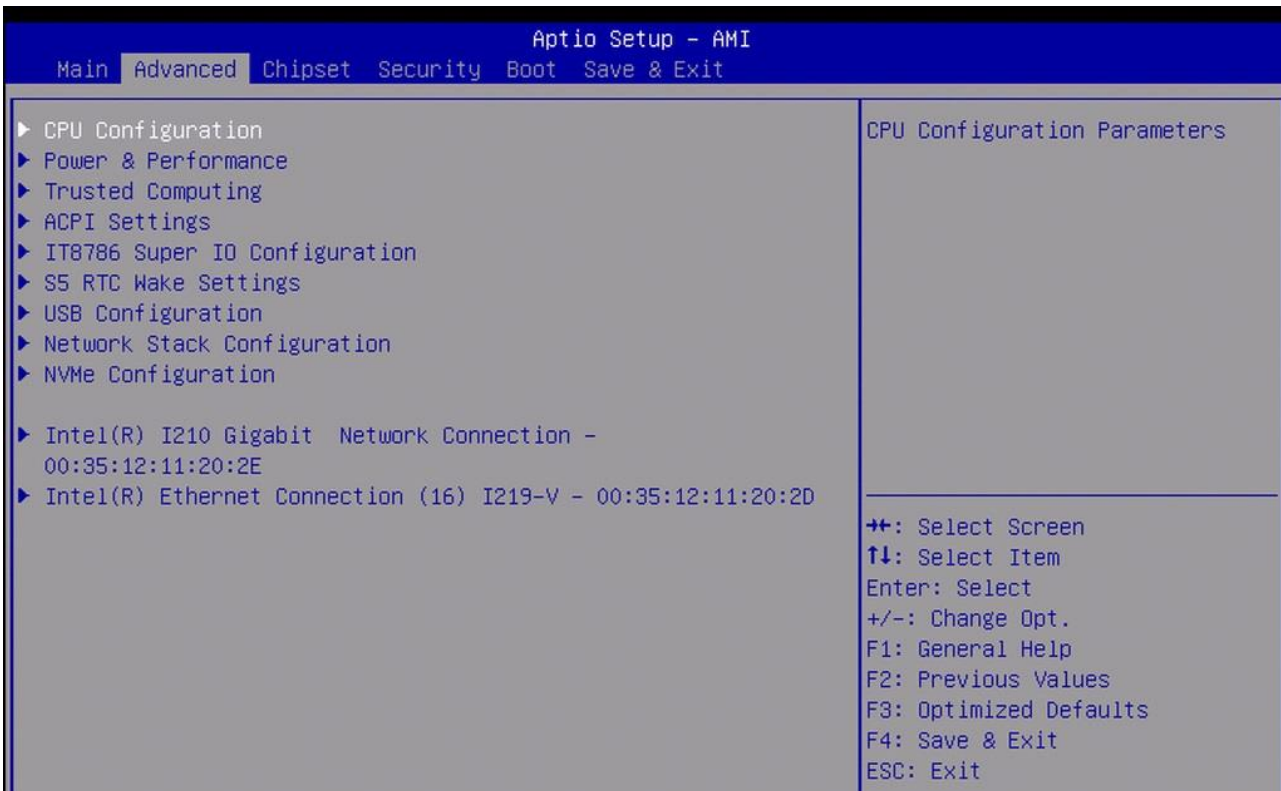 Aptio Setup - AMI
Main Advanced Chipset Security Boot Save & Exit
CPU Configuration
Power & Performance
Trusted Computing
ACPI Settings
IT8786 Super IO Configuration
S5 RTC Wake Settings
USB Configuration
Network Stack Configuration
NVMe Configuration
Intel(R) I210 Gigabit  Network Connection -
00:35:12:11:20:2E
Intel(R) Ethernet Connection (16) I219-V - 00:35:12:11:20:2D
CPU Configuration Parameters
→←: Select Screen
↑↓: Select Item
Enter: Select
+/-: Change Opt.
F1: General Help
F2: Previous Values
F3: Optimized Defaults
F4: Save & Exit
ESC: Exit